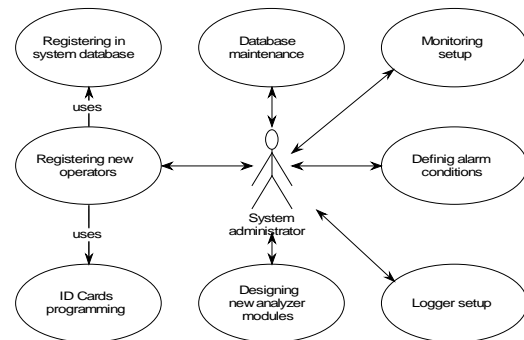 Registering in
system database
Database
maintenance
Monitoring
setup
uses
Registering new
operators
Definig alarm
conditions
System
administrator
uses
ID Cards
programming
Designing
new analyzer
modules
Logger setup